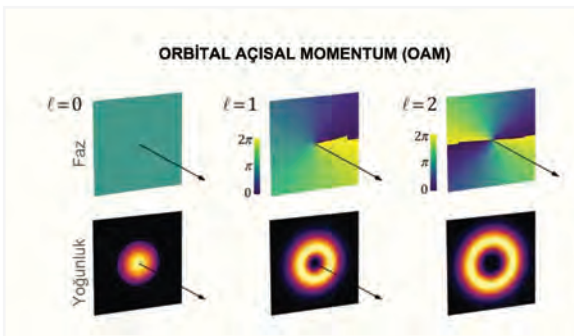 ORBİTAL AÇISAL MOMENTUM (OAM)
ℓ=0
ℓ=1
ℓ=2
Faz
2π
π
0
2π
π
0
Yoğunluk